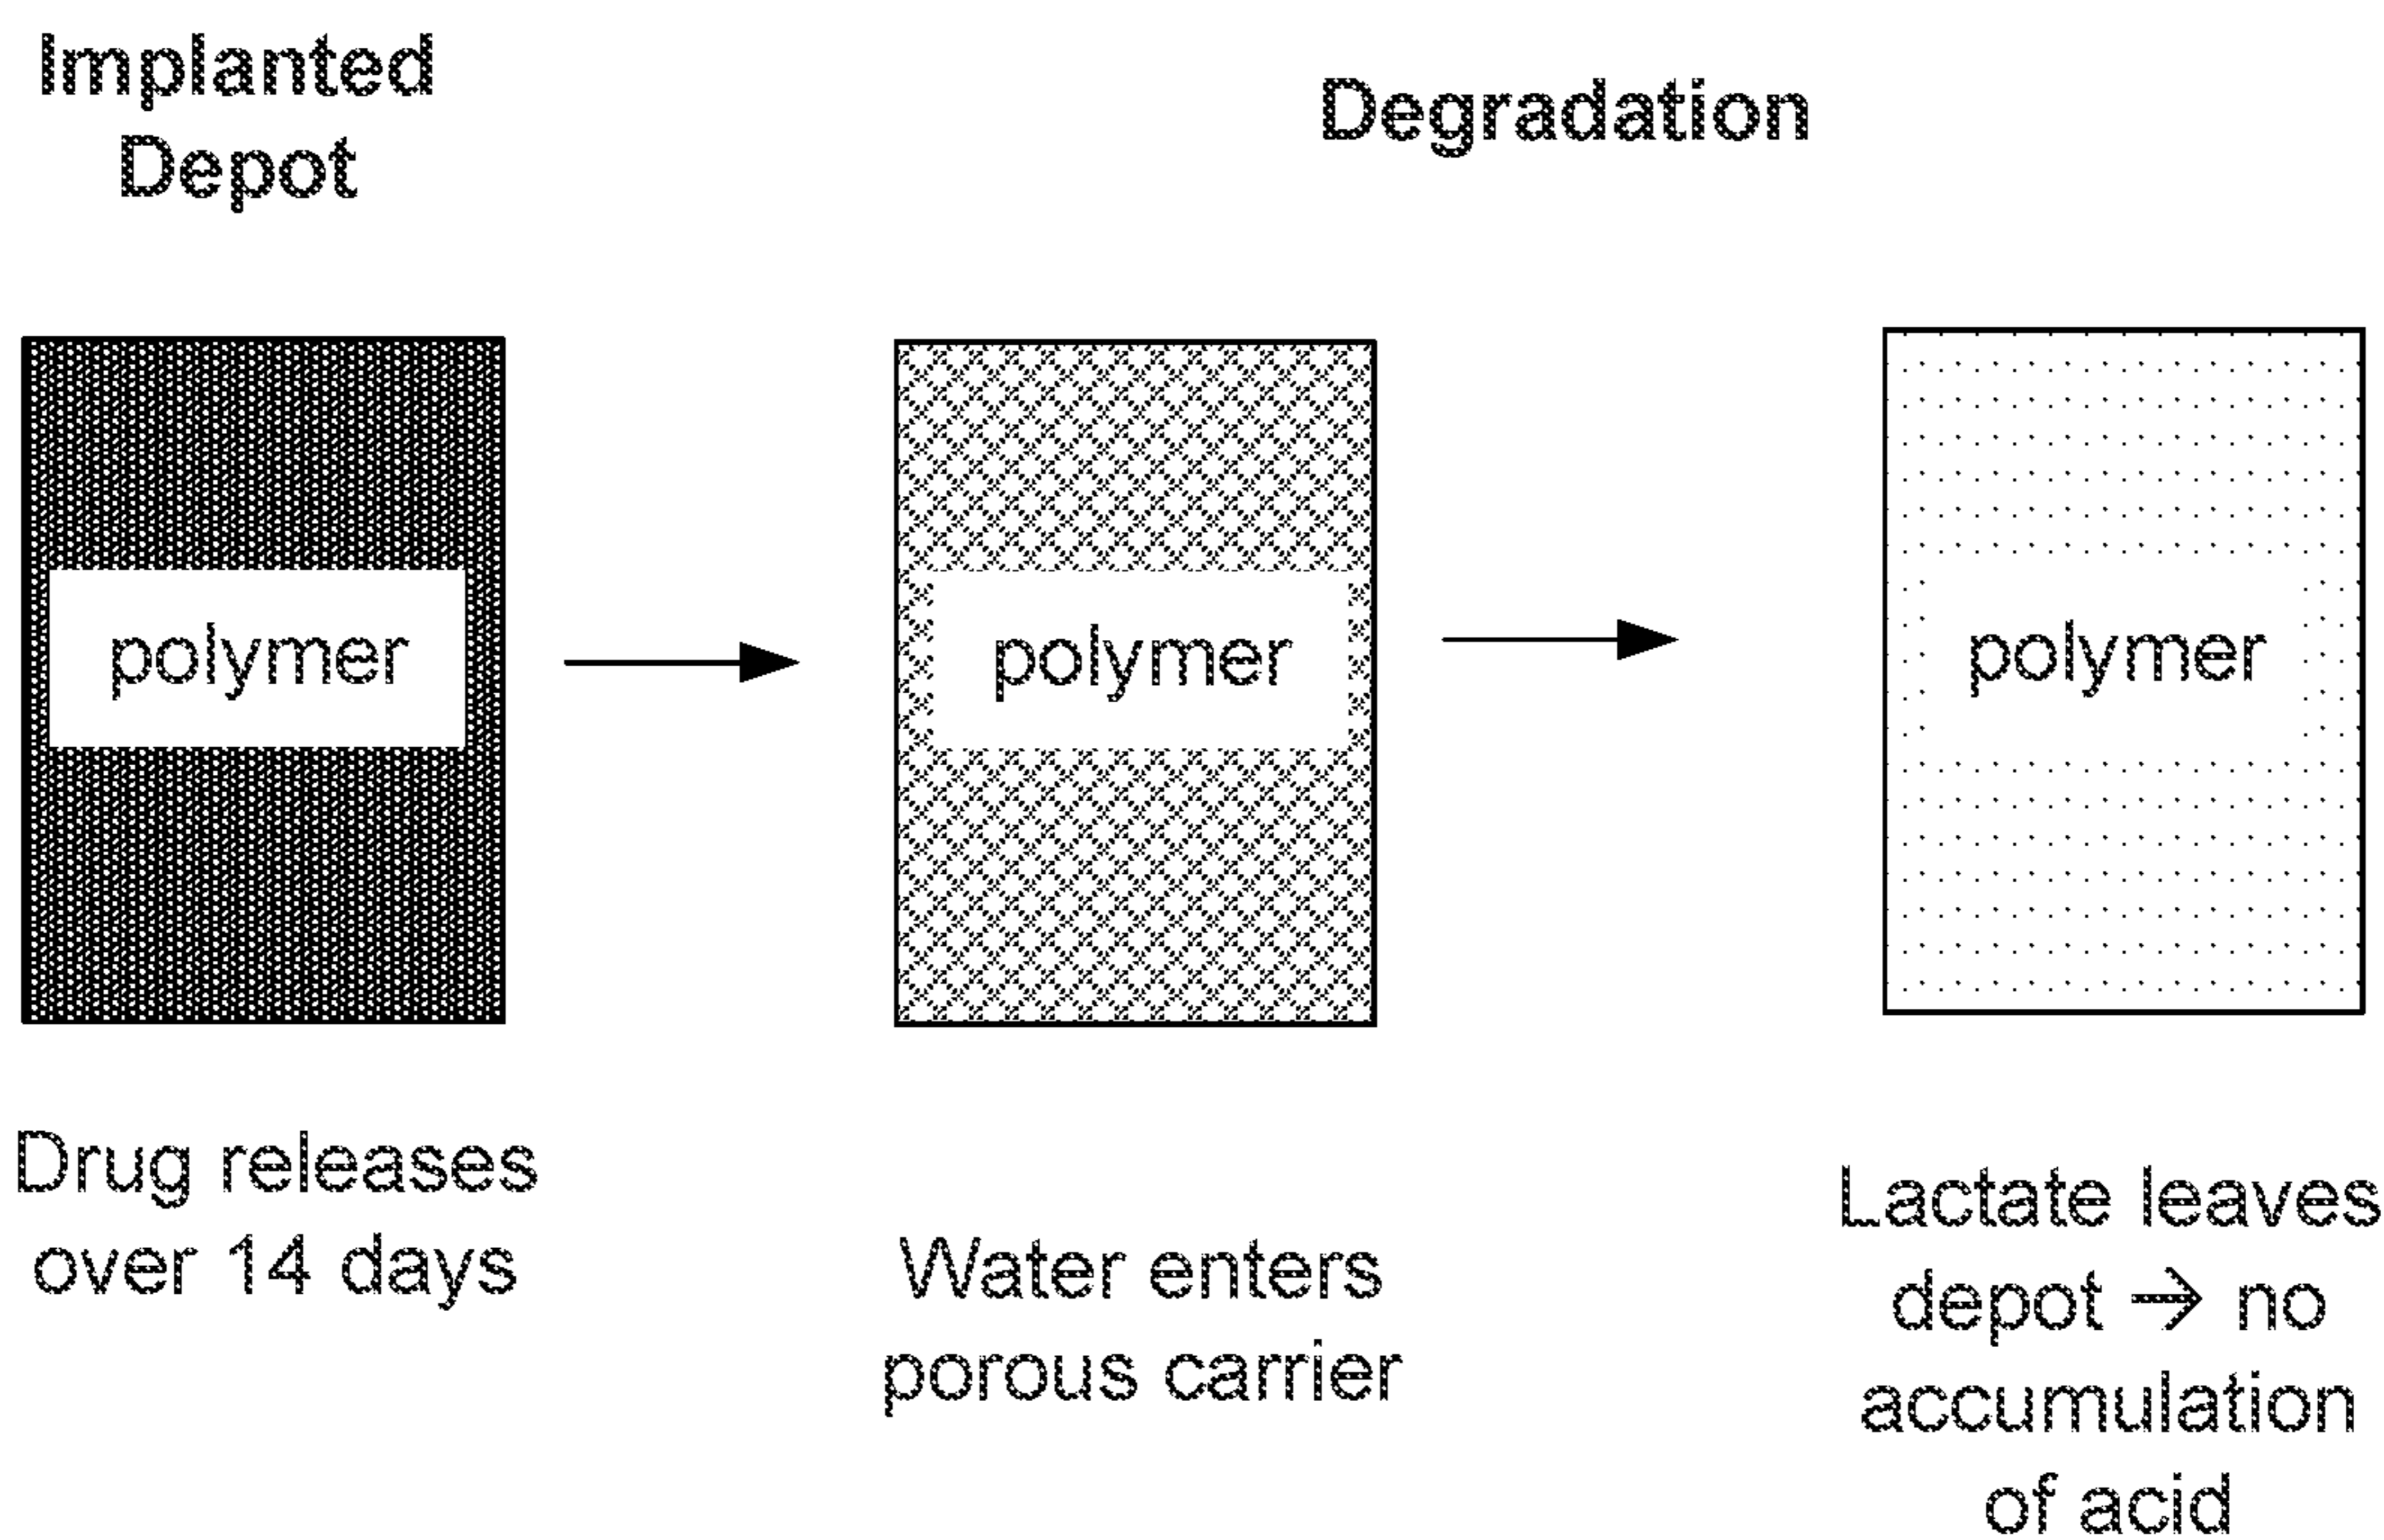 Implanted
Depot
Degradation
polymer
polymer
polymer
Drug releases
over 14 days
Water enters
porous carrier
Lactate leaves
depot → no
accumulation
of acid